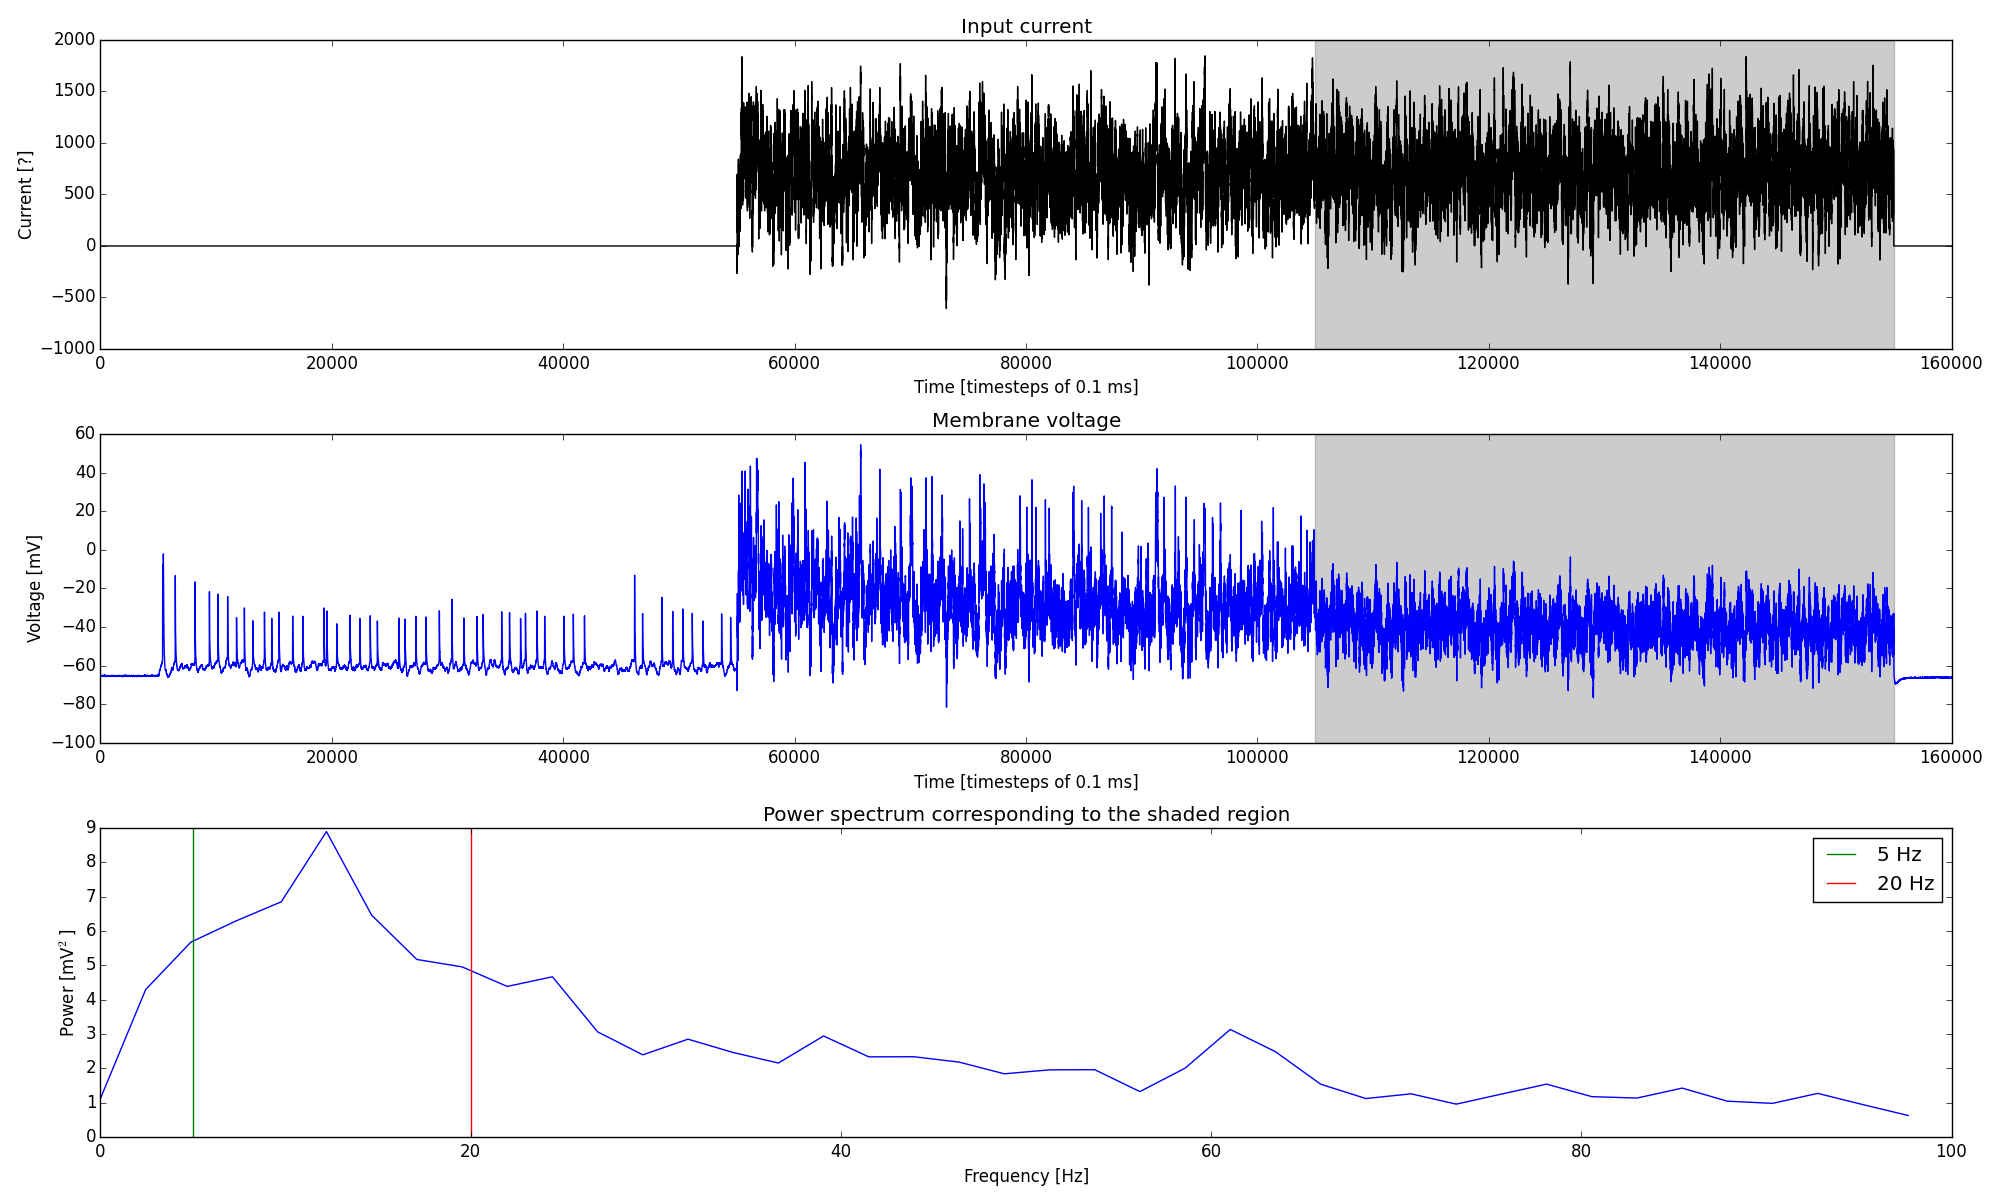 Input current
2000
1500
1000
500
0
−500
−1000
Current [?]
0 20000 40000 60000 80000 100000 120000 140000 160000
Time [timesteps of 0.1 ms]
Membrane voltage
60
40
20
0
−20
−40
−60
−80
−100
Voltage [mV]
0 20000 40000 60000 80000 100000 120000 140000 160000
Time [timesteps of 0.1 ms]
Power spectrum corresponding to the shaded region
9
8
7
6
5
4
3
2
1
0
Power [mV²]
5 Hz
20 Hz
0 20 40 60 80 100
Frequency [Hz]